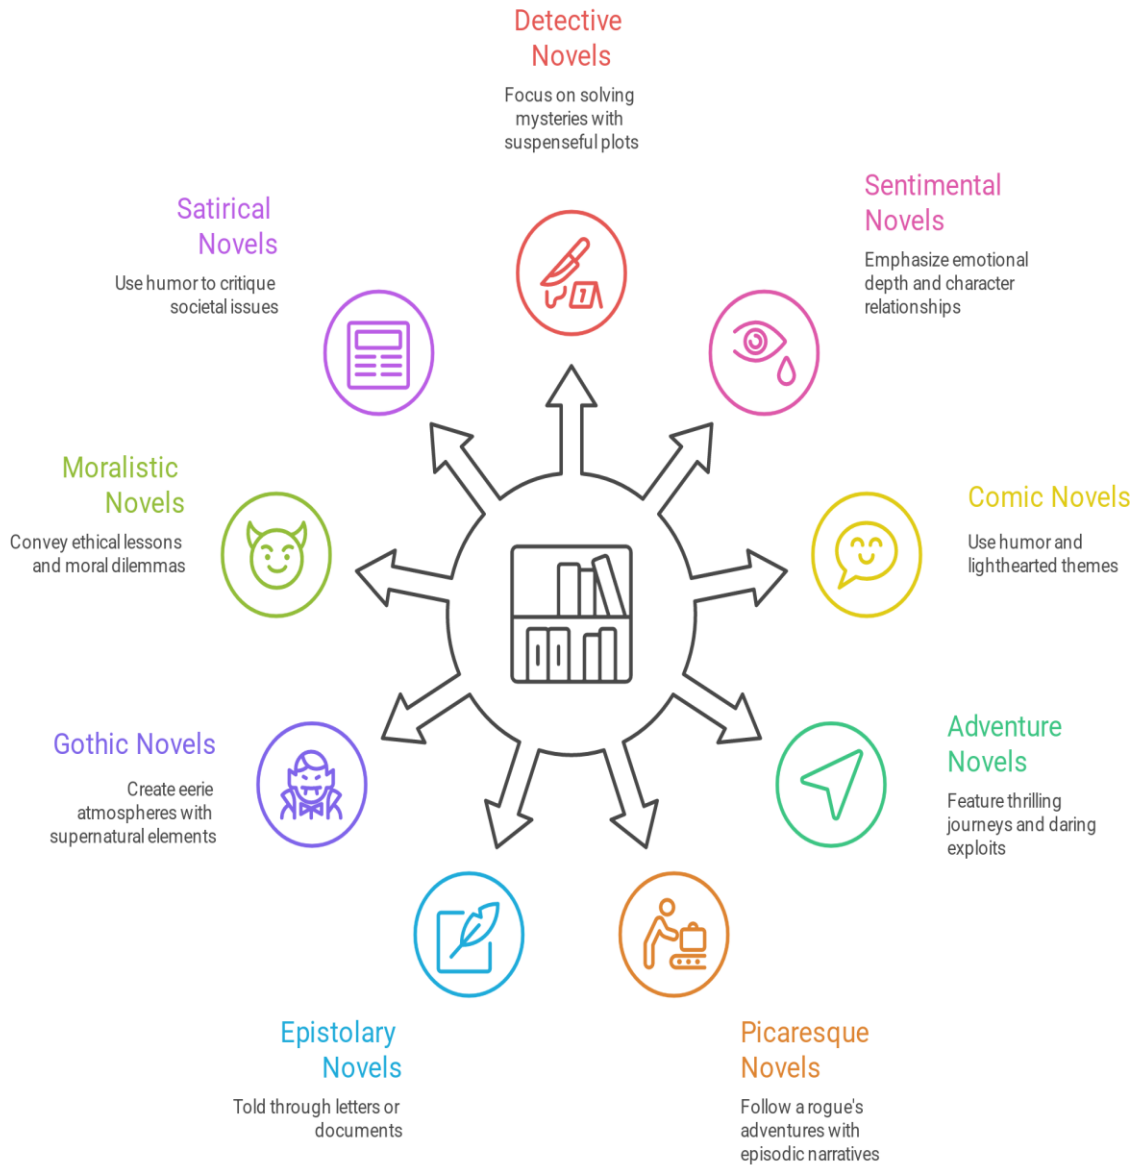 Detective
Novels
Focus on solving
mysteries with
suspenseful plots
Sentimental
Novels
Emphasize emotional
depth and character
relationships
Satirical
Novels
Use humor to critique
societal issues
1
Moralistic
Novels
Convey ethical lessons
and moral dilemmas
Comic Novels
Use humor and
lighthearted themes
Adventure
Novels
Feature thrilling
journeys and daring
exploits
Gothic Novels
Create eerie
atmospheres with
supernatural elements
Epistolary
Novels
Told through letters or
documents
Picaresque
Novels
Follow a rogue's
adventures with
episodic narratives